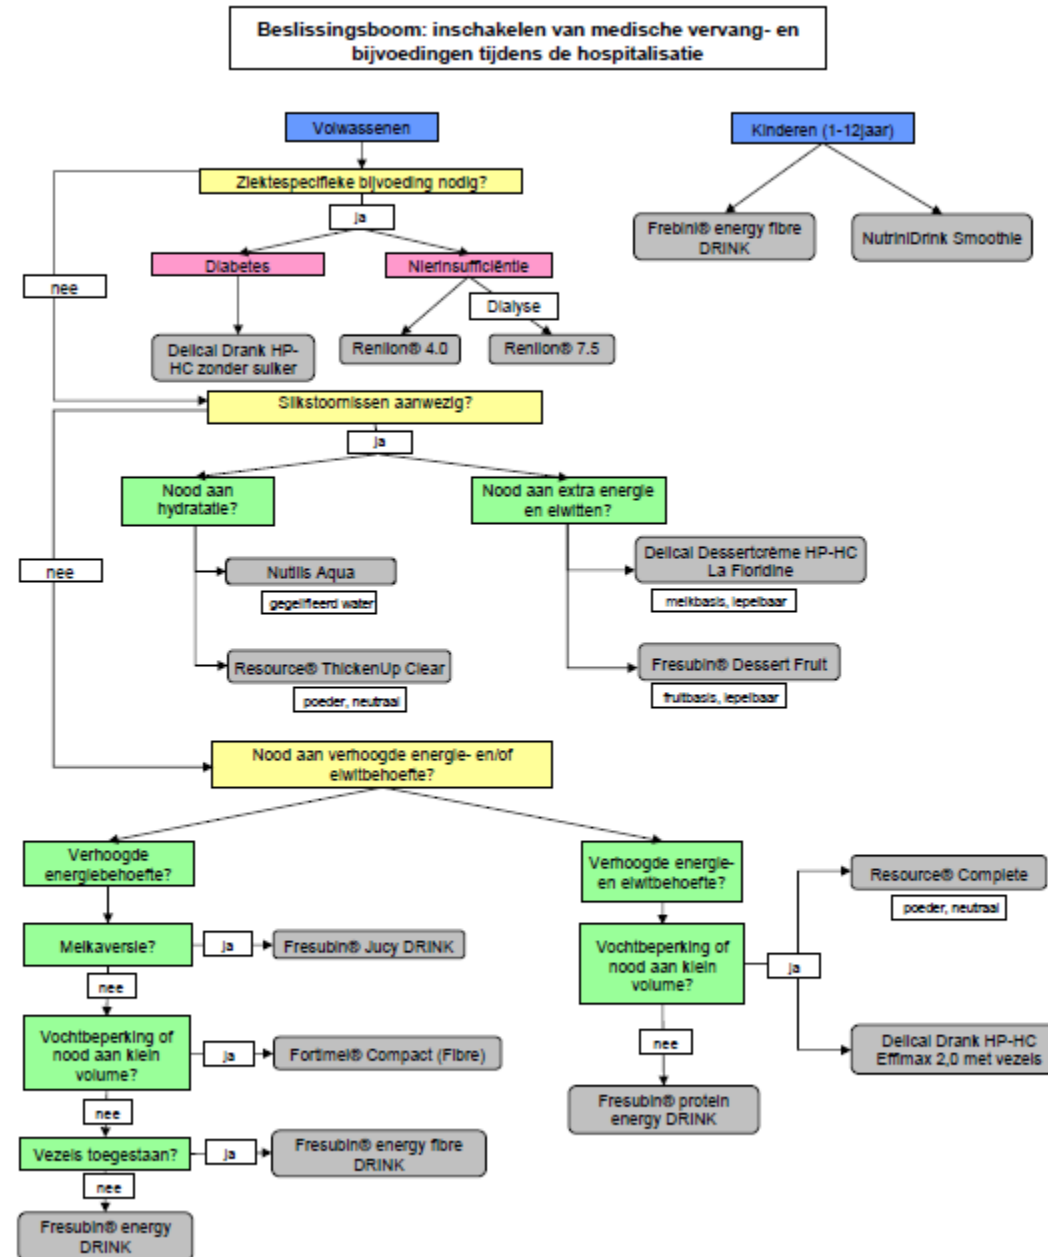 Beslissingsboom: inschakelen van medische vervang- en
bijvoedingen tijdens de hospitalisatie
Volwassenen
Kinderen (1-12jaar)
Ziektespecifieke bijvoeding nodig?
ja
Frebini® energy fibre
DRINK
NutriniDrink Smoothie
Diabetes
Nierinsufficiëntie
nee
Dialyse
Delical Drank HP-
HC zonder suiker
Renilon® 4.0
Renilon® 7.5
Slikstoornissen aanwezig?
ja
Nood aan
hydratatie?
Nood aan extra energie
en eiwitten?
nee
Nutilis Aqua
gegelifieerd water
Delical Dessertcrème HP-HC
La Floridine
melkbasis, lepelbaar
Resource® ThickenUp Clear
poeder, neutraal
Fresubin® Dessert Fruit
fruitbasis, lepelbaar
Nood aan verhoogde energie- en/of
eiwitbehoefte?
Verhoogde
energiebehoefte?
Verhoogde energie-
en eiwitbehoefte?
Resource® Complete
poeder, neutraal
Melkaversie?
ja
Fresubin® Jucy DRINK
Vochtbeperking of
nood aan klein
volume?
ja
nee
Vochtbeperking of
nood aan klein
volume?
ja
Fortimel® Compact (Fibre)
nee
Delical Drank HP-HC
Effimax 2,0 met vezels
Fresubin® protein
energy DRINK
nee
Vezels toegestaan?
ja
Fresubin® energy fibre
DRINK
nee
Fresubin® energy
DRINK